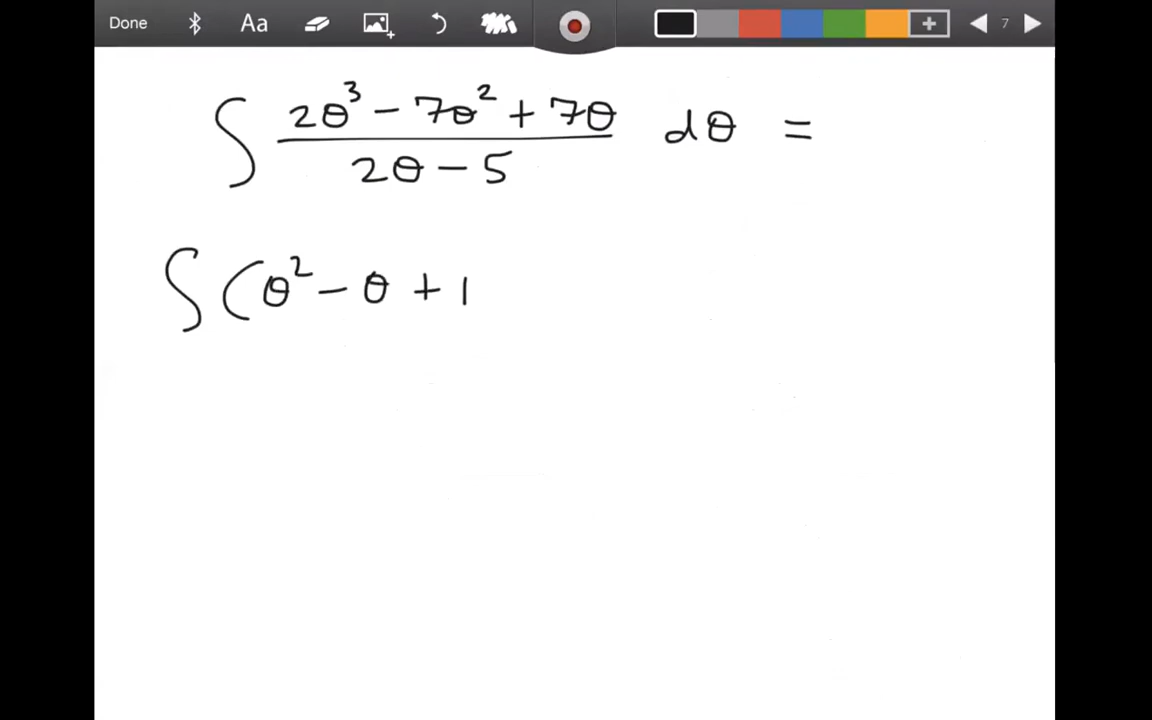 Done Aa 7
∫ (2θ³ − 7θ² + 7θ)/(2θ − 5) dθ =
∫ (θ² − θ + 1